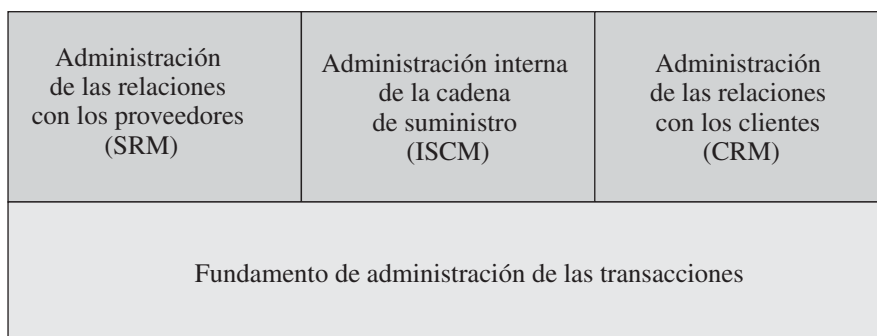 Administración
de las relaciones
con los proveedores
(SRM)
Administración interna
de la cadena
de suministro
(ISCM)
Administración
de las relaciones
con los clientes
(CRM)
Fundamento de administración de las transacciones